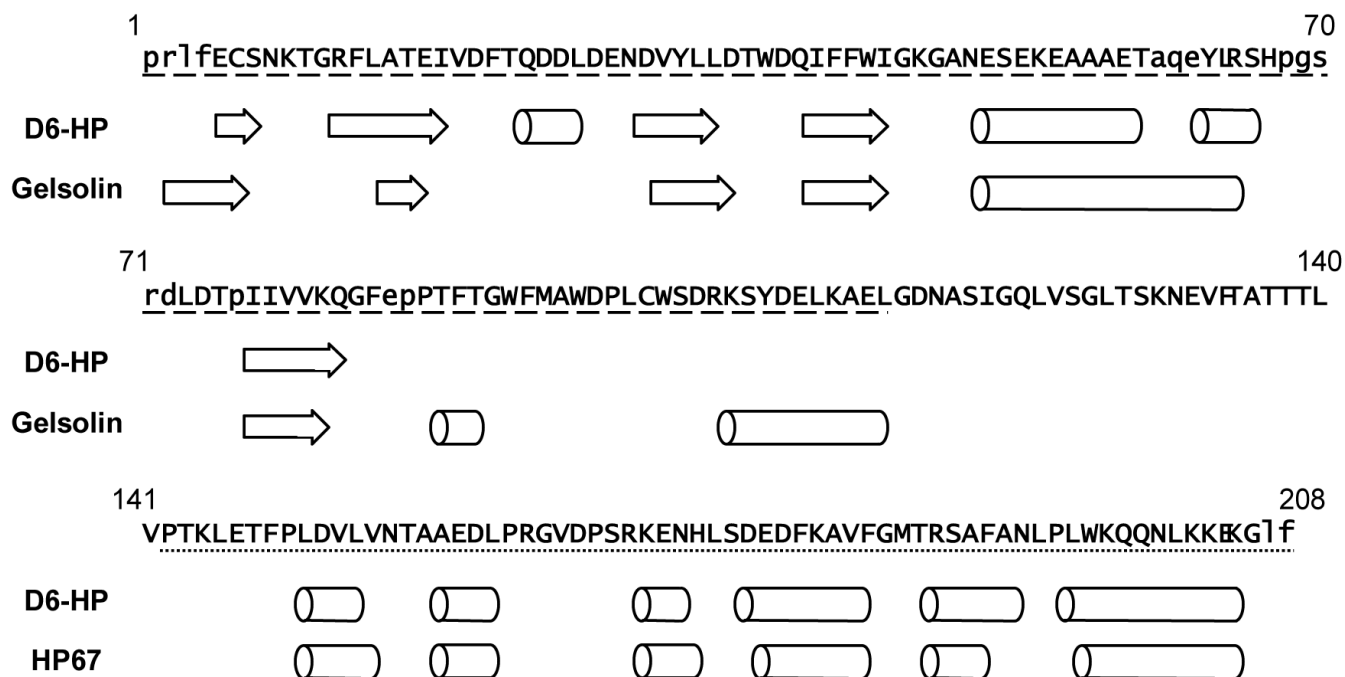 1 70
prlfECSNKTGRFLATEIVDFTQDDLDENDVYLLDTWDQIFFWIGKGANESEKEAAAETaqeYLRSHpgs
D6-HP
Gelsolin
71 140
rdLDTpIIVVKQGFepPTFTGWFMAWDPLCWSDRKSYDELKAELGDNASIGQLVSGLTSKNEVFTATTTL
D6-HP
Gelsolin
141 208
VPTKLETFPLDVLVNTAAEDLPRGVDPSRKENHLSDEDFKAVFGMTRSAFANLPLWKQQNLKKEKGlf
D6-HP
HP67